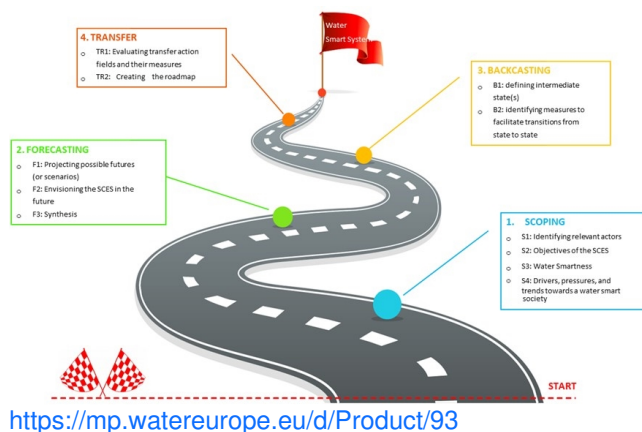 Water
Smart System
4. TRANSFER
TR1: Evaluating transfer action
fields and their measures
TR2: Creating the roadmap
3. BACKCASTING
B1: defining intermediate
state(s)
B2: identifying measures to
facilitate transitions from
state to state
2. FORECASTING
F1: Projecting possible futures
(or scenarios)
F2: Envisioning the SCES in the
future
F3: Synthesis
1. SCOPING
S1: Identifying relevant actors
S2: Objectives of the SCES
S3: Water Smartness
S4: Drivers, pressures, and
trends towards a water smart
society
START
https://mp.watereurope.eu/d/Product/93